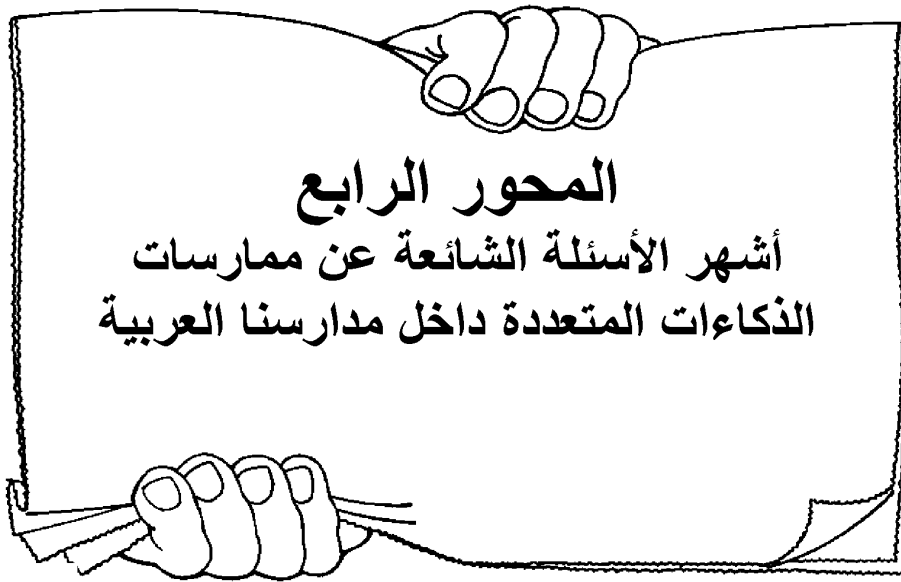 المحور الرابع
أشهر الأسئلة الشائعة عن ممارسات
الذكاءات المتعددة داخل مدارسنا العربية